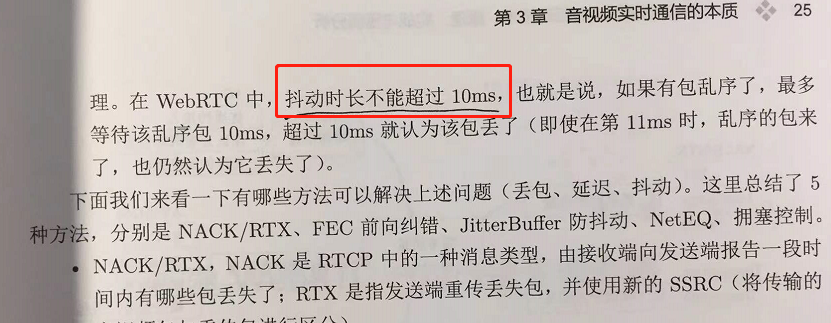 第 3 章 音视频实时通信的本质 ❖ 25
理。在 WebRTC 中，抖动时长不能超过 10ms，也就是说，如果有包乱序了，最多
等待该乱序包 10ms，超过 10ms 就认为该包丢了（即使在第 11ms 时，乱序的包来
了，也仍然认为它丢失了）。
下面我们来看一下有哪些方法可以解决上述问题（丢包、延迟、抖动）。这里总结了 5
种方法，分别是 NACK/RTX、FEC 前向纠错、JitterBuffer 防抖动、NetEQ、拥塞控制。
• NACK/RTX，NACK 是 RTCP 中的一种消息类型，由接收端向发送端报告一段时
间内有哪些包丢失了；RTX 是指发送端重传丢失包，并使用新的 SSRC（将传输的